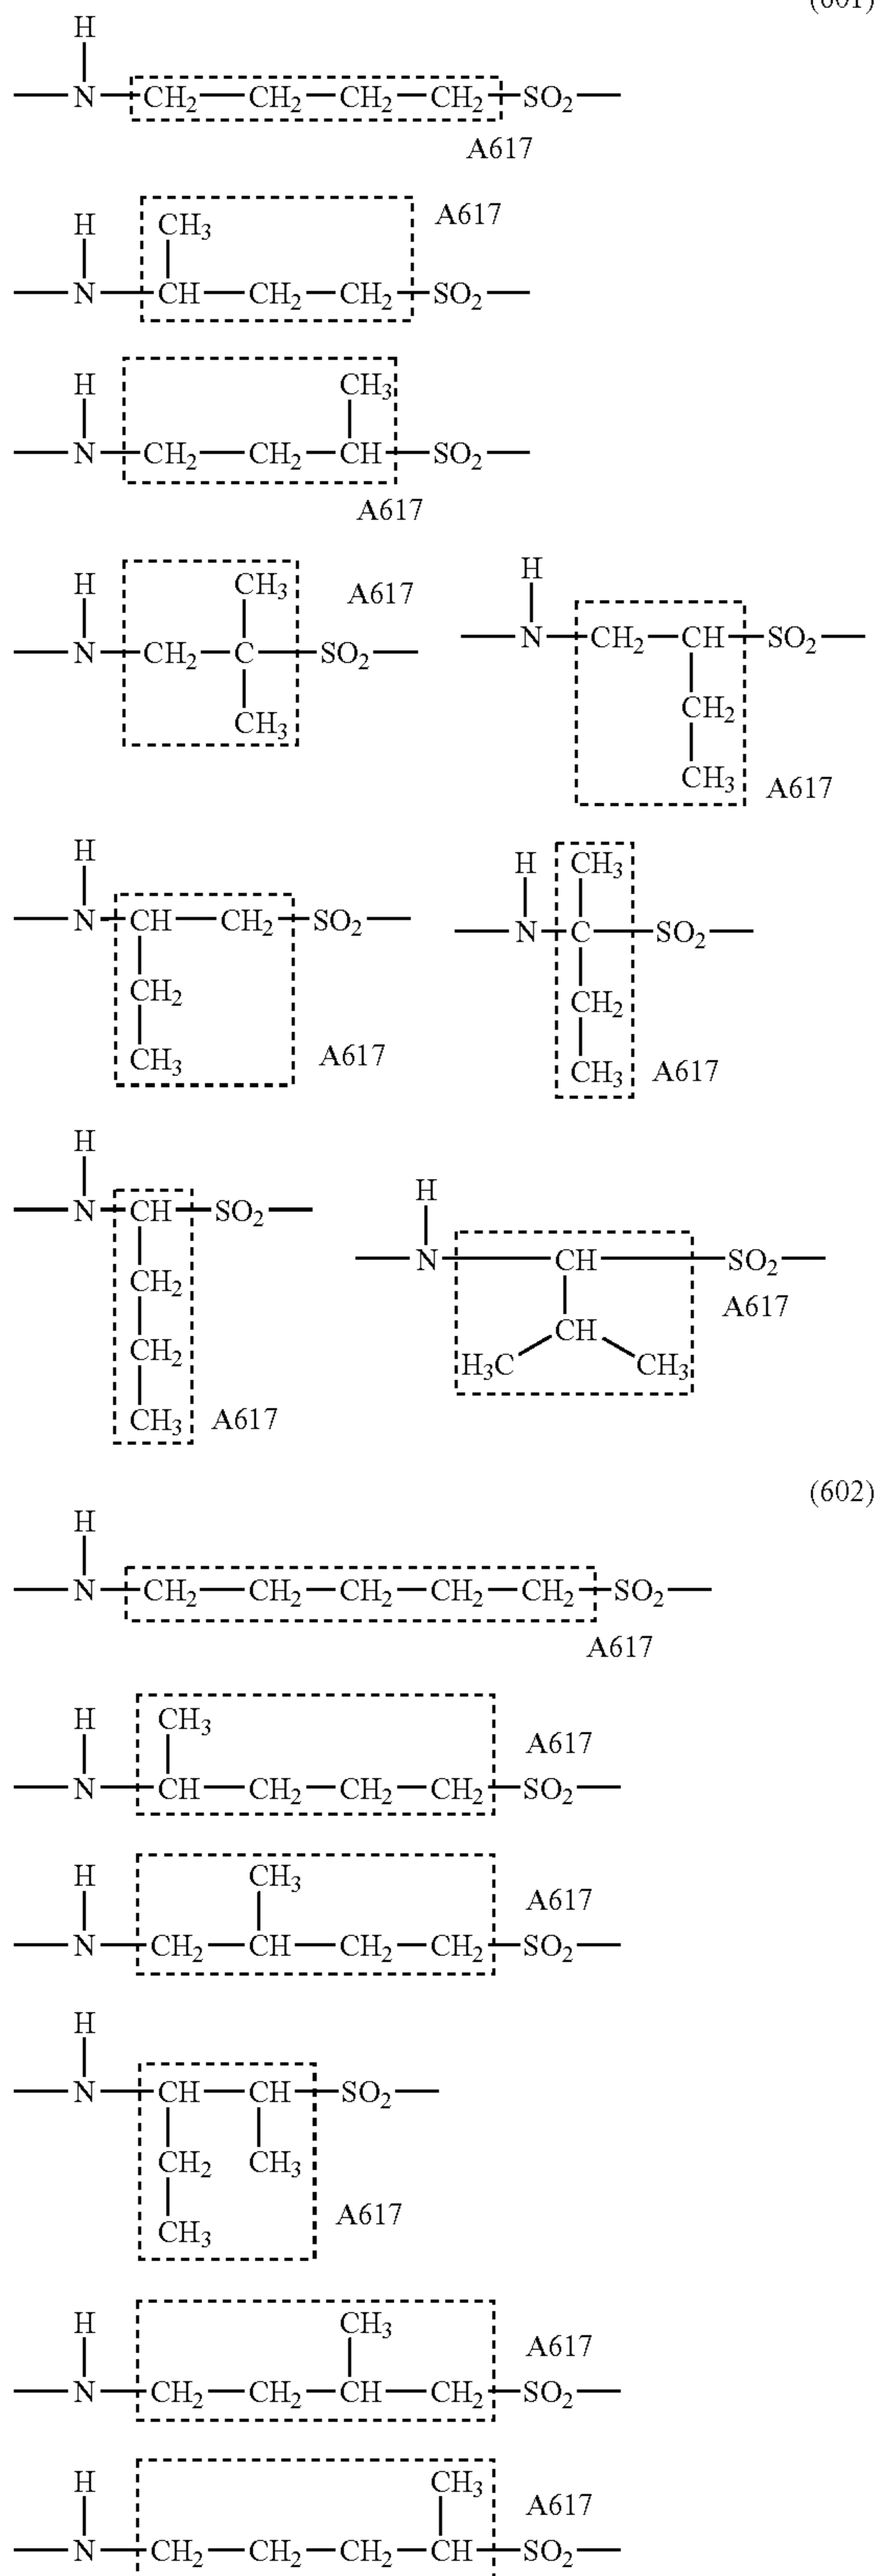 (601)
H
N CH₂ CH₂ CH₂ CH₂ SO₂
A617
A617
H CH₃
N CH CH₂ CH₂ SO₂
H CH₃
N CH₂ CH₂ CH SO₂
A617
H CH₃ A617
N CH₂ C SO₂
CH₃
H
N CH₂ CH SO₂
CH₂
CH₃ A617
H
N CH CH₂ SO₂
CH₂
CH₃ A617
H CH₃
N C SO₂
CH₂
CH₃ A617
H
N CH SO₂
CH₂
CH₂
CH₃ A617
H
N CH SO₂
A617
CH
H₃C CH₃
(602)
H
N CH₂ CH₂ CH₂ CH₂ CH₂ SO₂
A617
H CH₃
A617
N CH CH₂ CH₂ CH₂ SO₂
H CH₃
A617
N CH₂ CH CH₂ CH₂ SO₂
H
N CH CH SO₂
CH₂ CH₃
A617
CH₃
H CH₃
A617
N CH₂ CH₂ CH CH₂ SO₂
H CH₃
A617
N CH₂ CH₂ CH₂ CH SO₂